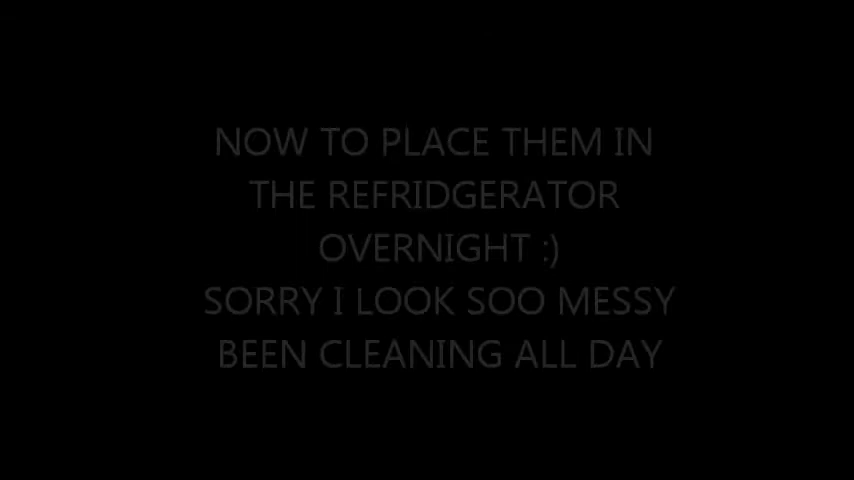 NOW TO PLACE THEM IN
THE REFRIDGERATOR
OVERNIGHT :)
SORRY I LOOK SOO MESSY
BEEN CLEANING ALL DAY